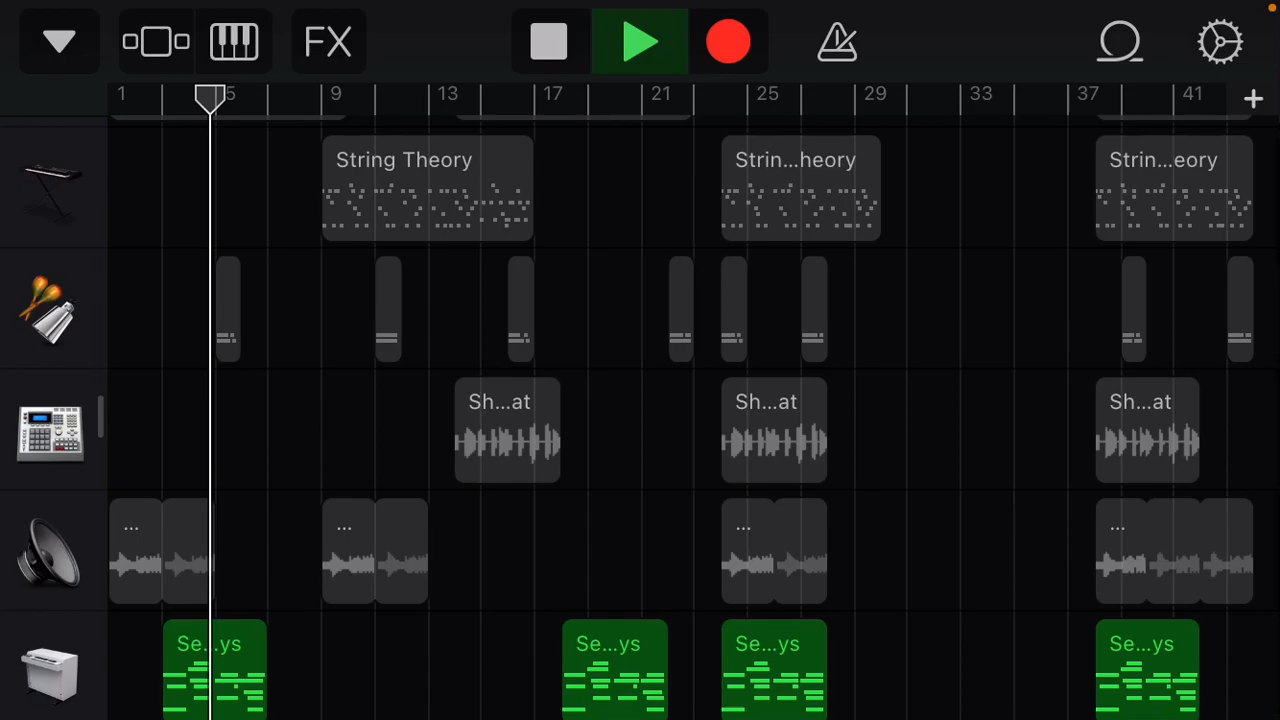 FX
1 5 9 13 17 21 25 29 33 37 41 +
String Theory Strin...heory Strin...eory
Sh...at Sh...at Sh...at
... ... ... ...
Se...ys Se...ys Se...ys Se...ys